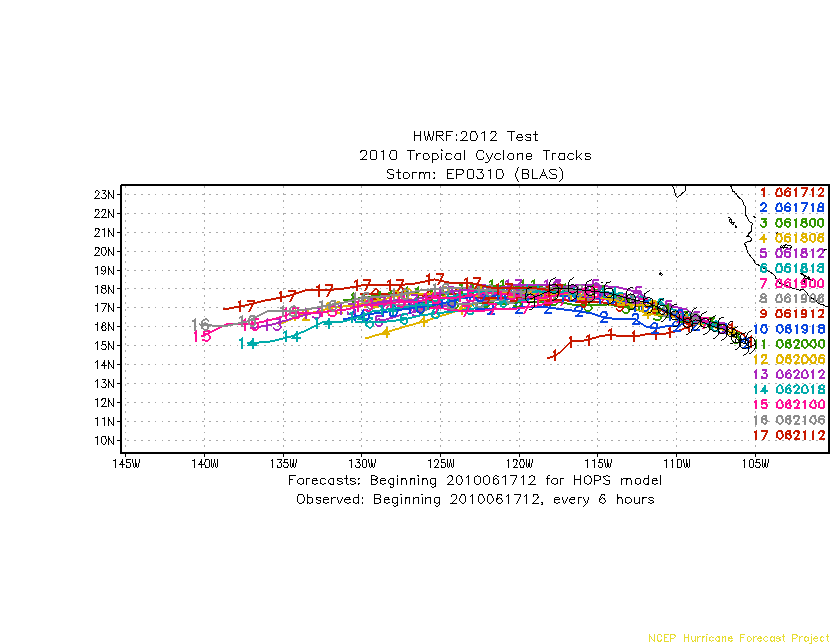 HWRF:2012 Test
2010 Tropical Cyclone Tracks
Storm: EP0310 (BLAS)
23N
22N
21N
20N
19N
18N
17N
16N
15N
14N
13N
12N
11N
10N
1 061712
2 061718
3 061800
4 061806
5 061812
6 061818
7 061900
8 061906
9 061912
10 061918
11 062000
12 062006
13 062012
14 062018
15 062100
16 062106
17 062112
145W 140W 135W 130W 125W 120W 115W 110W 105W
Forecasts: Beginning 2010061712 for HOPS model
Observed: Beginning 2010061712, every 6 hours
NCEP Hurricane Forecast Project